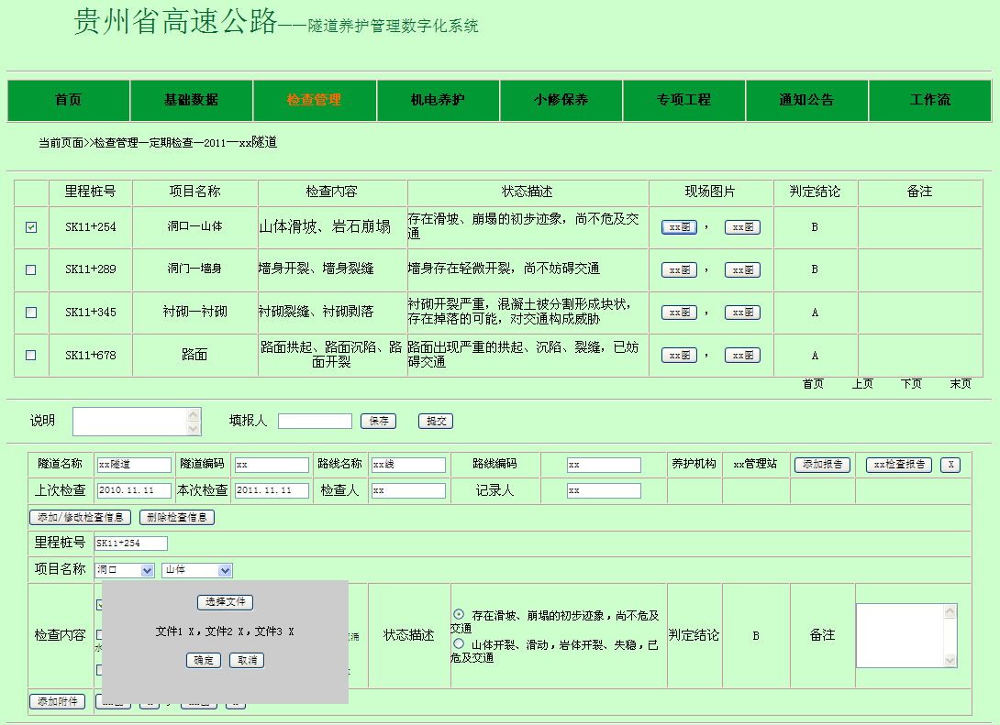 贵州省高速公路——隧道养护管理数字化系统
首页 基础数据 检查管理 机电养护 小修保养 专项工程 通知公告 工作流
当前页面>>检查管理—定期检查—2011—xx隧道
里程桩号 项目名称 检查内容 状态描述 现场图片 判定结论 备注
SK11+254 洞口—山体 山体滑坡、岩石崩塌 存在滑坡、崩塌的初步迹象，尚不危及交通 xx图 ， xx图 B
SK11+289 洞门—墙身 墙身开裂、墙身裂缝 墙身存在轻微开裂，尚不妨碍交通 xx图 ， xx图 B
SK11+345 衬砌—衬砌 衬砌裂缝、衬砌剥落 衬砌开裂严重，混凝土被分割形成块状，存在掉落的可能，对交通构成威胁 xx图 ， xx图 A
SK11+678 路面 路面拱起、路面沉陷、路面开裂 路面出现严重的拱起、沉陷、裂缝，已妨碍交通 xx图 ， xx图 A
首页 上页 下页 末页
说明 填报人 保存 提交
隧道名称 xx隧道 隧道编码 xx 路线名称 xx线 路线编码 xx 养护机构 xx管理站 添加报告 xx检查报告 X
上次检查 2010.11.11 本次检查 2011.11.11 检查人 xx 记录人 xx
添加/修改检查信息 删除检查信息
里程桩号 SK11+254
项目名称 洞口 山体
选择文件
文件1 X，文件2 X，文件3 X
确定 取消
检查内容 水 涌 状态描述 存在滑坡、崩塌的初步迹象，尚不危及交通
山体开裂、滑动，岩体开裂、失稳，已危及交通
判定结论 B 备注
添加附件